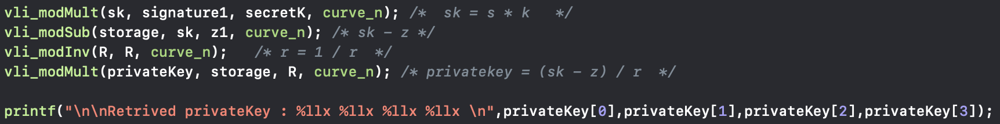 vli_modMult(sk, signature1, secretK, curve_n); /*  sk = s * k   */
vli_modSub(storage, sk, z1, curve_n); /* sk - z */
vli_modInv(R, R, curve_n);   /* r = 1 / r  */
vli_modMult(privateKey, storage, R, curve_n); /* privatekey = (sk - z) / r  */
printf("\n\nRetrived privateKey : %llx %llx %llx %llx \n",privateKey[0],privateKey[1],privateKey[2],privateKey[3]);